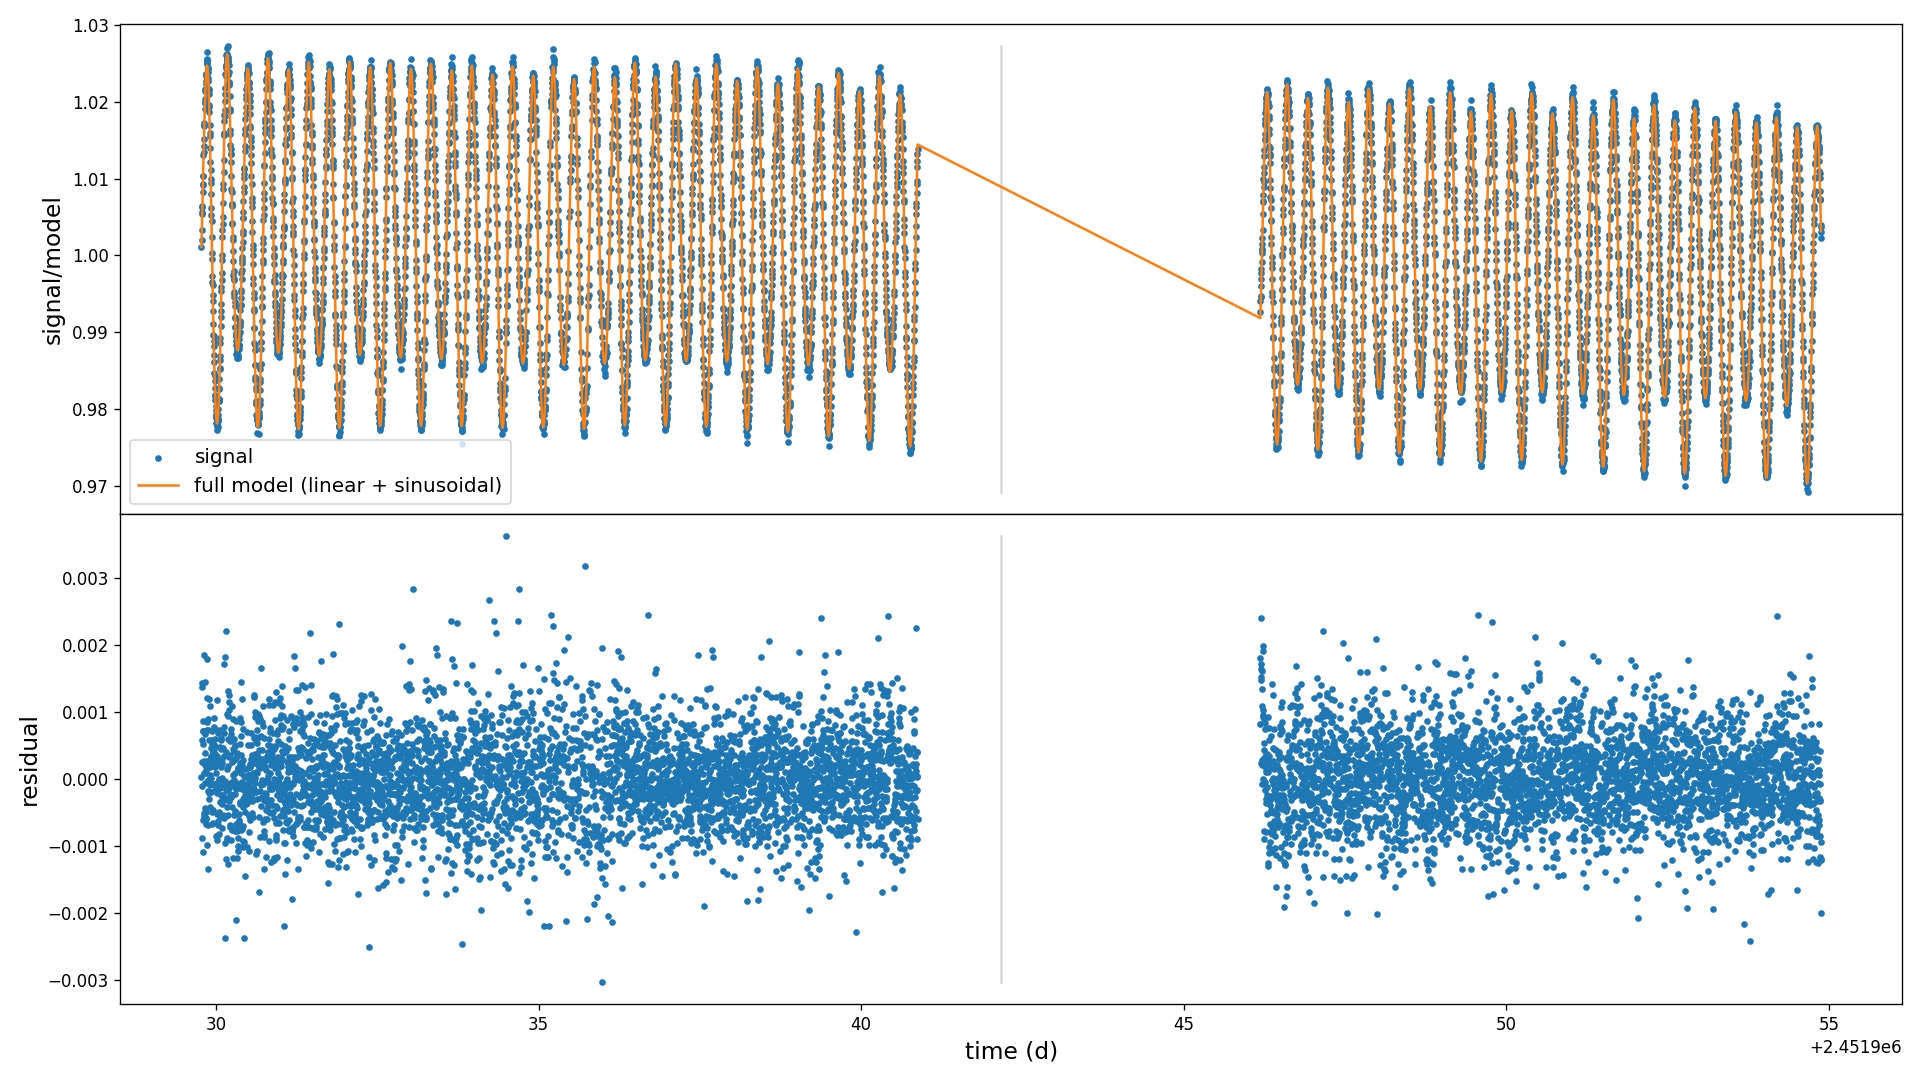 1.03
1.02
1.01
1.00
0.99
0.98
0.97
signal/model
signal
full model (linear + sinusoidal)
0.003
0.002
0.001
0.000
−0.001
−0.002
−0.003
residual
30 35 40 45 50 55
time (d)
+2.4519e6